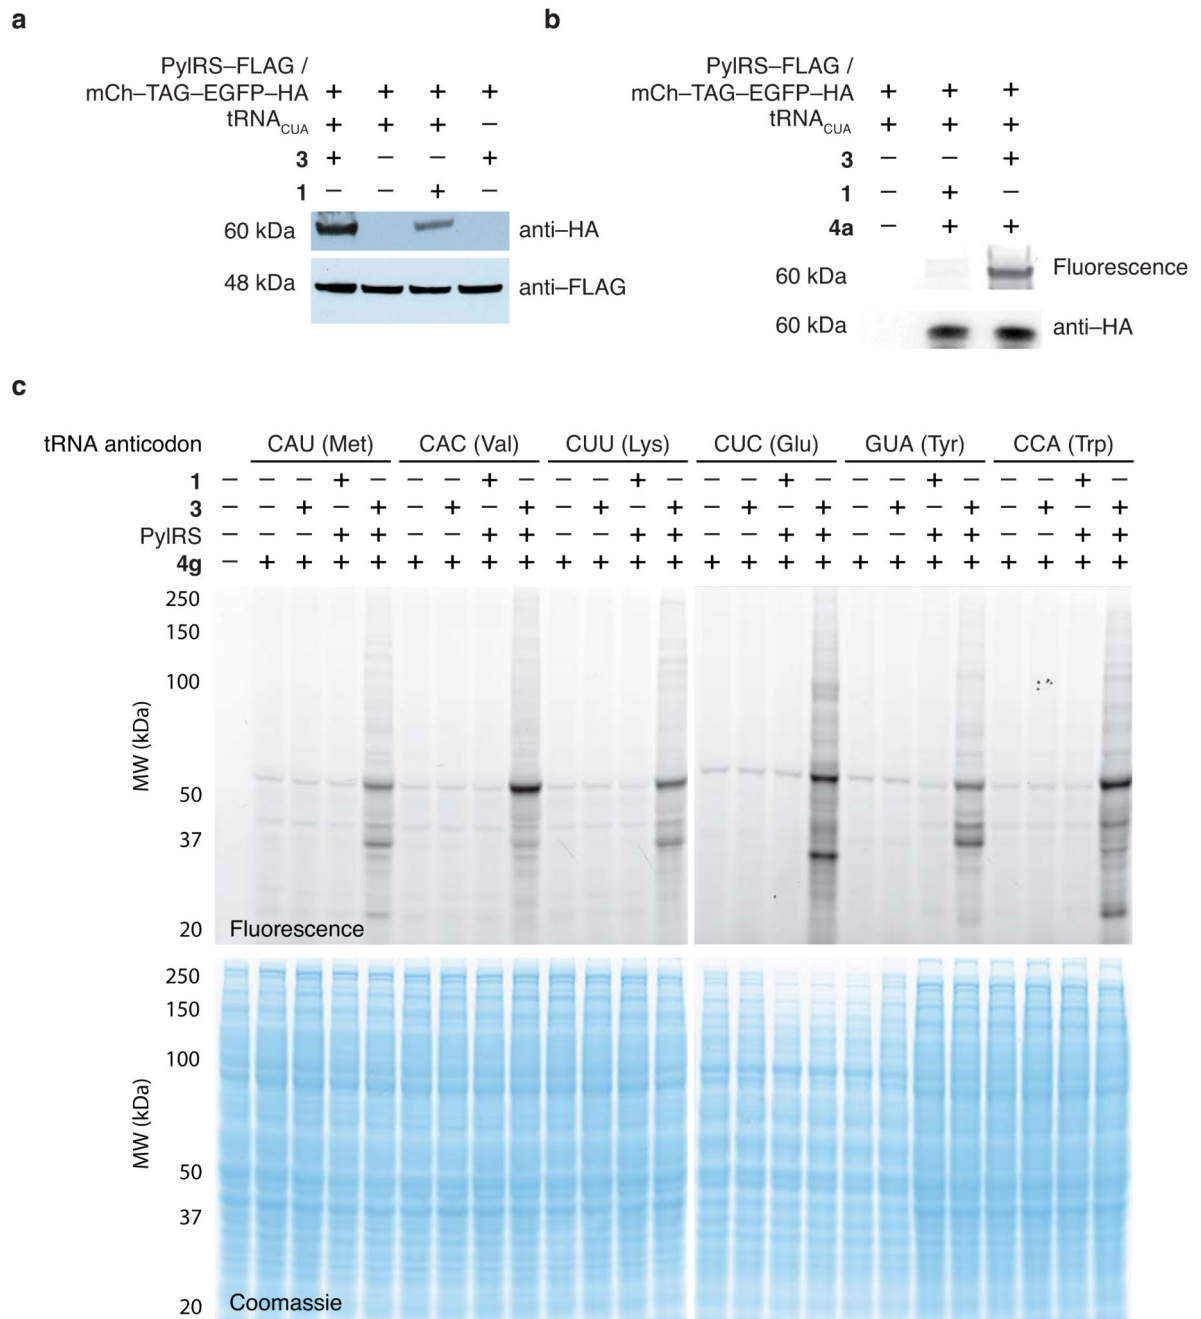 a
PylRS–FLAG /
mCh–TAG–EGFP–HA + + + +
tRNACUA + + + –
3 + – – +
1 – – + –
60 kDa anti–HA
48 kDa anti–FLAG
b
PylRS–FLAG /
mCh–TAG–EGFP–HA + + +
tRNACUA + + +
3 – – +
1 – + –
4a – + +
60 kDa Fluorescence
60 kDa anti–HA
c
tRNA anticodon CAU (Met) CAC (Val) CUU (Lys) CUC (Glu) GUA (Tyr) CCA (Trp)
1 – – – + – – – + – – – + – – – + – – – + – – – + –
3 – – + – + – + – + – + – + – + – + – + – + – + – +
PylRS – – – + + – – + + – – + + – – + + – – + + – – + +
4g – + + + + + + + + + + + + + + + + + + + + + + + +
250
150
100
MW (kDa)
50
37
20
Fluorescence
250
150
100
MW (kDa)
50
37
20
Coomassie